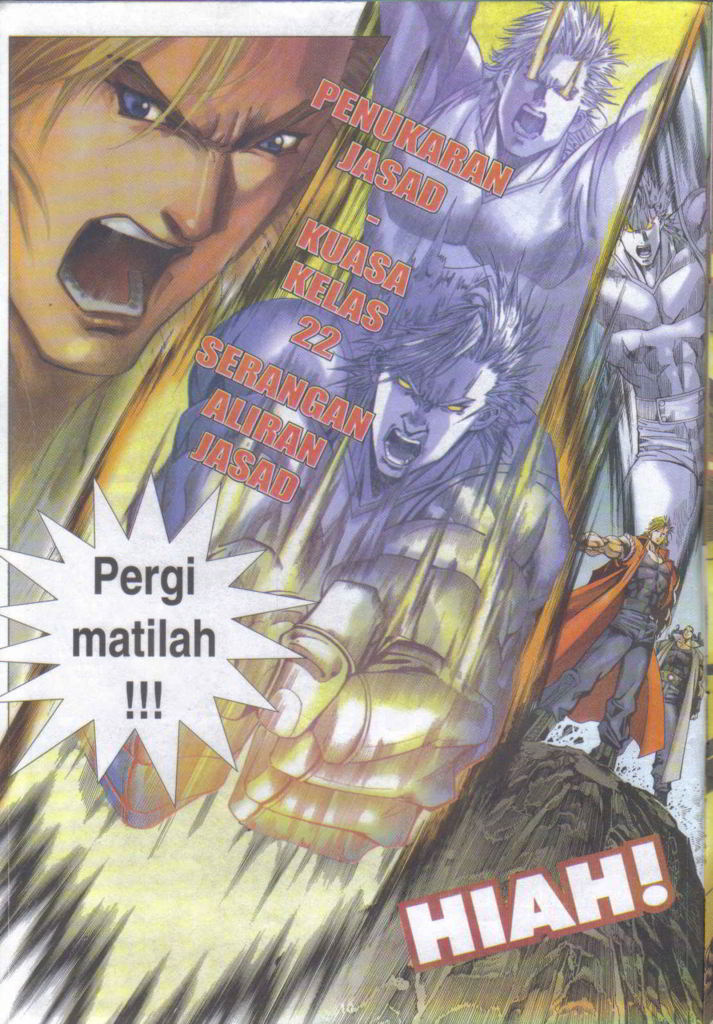 PENUKARAN
JASAD
-
KUASA
KELAS
22
SERANGAN
ALIRAN
JASAD
Pergi
matilah
!!!
HIAH!